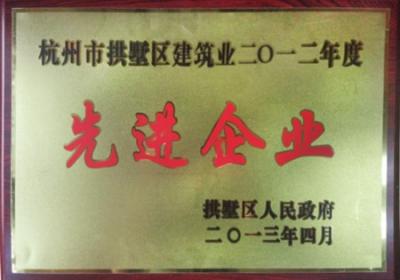 杭州市拱墅区建筑业二〇一二年度
先进企业
拱墅区人民政府
二〇一三年四月